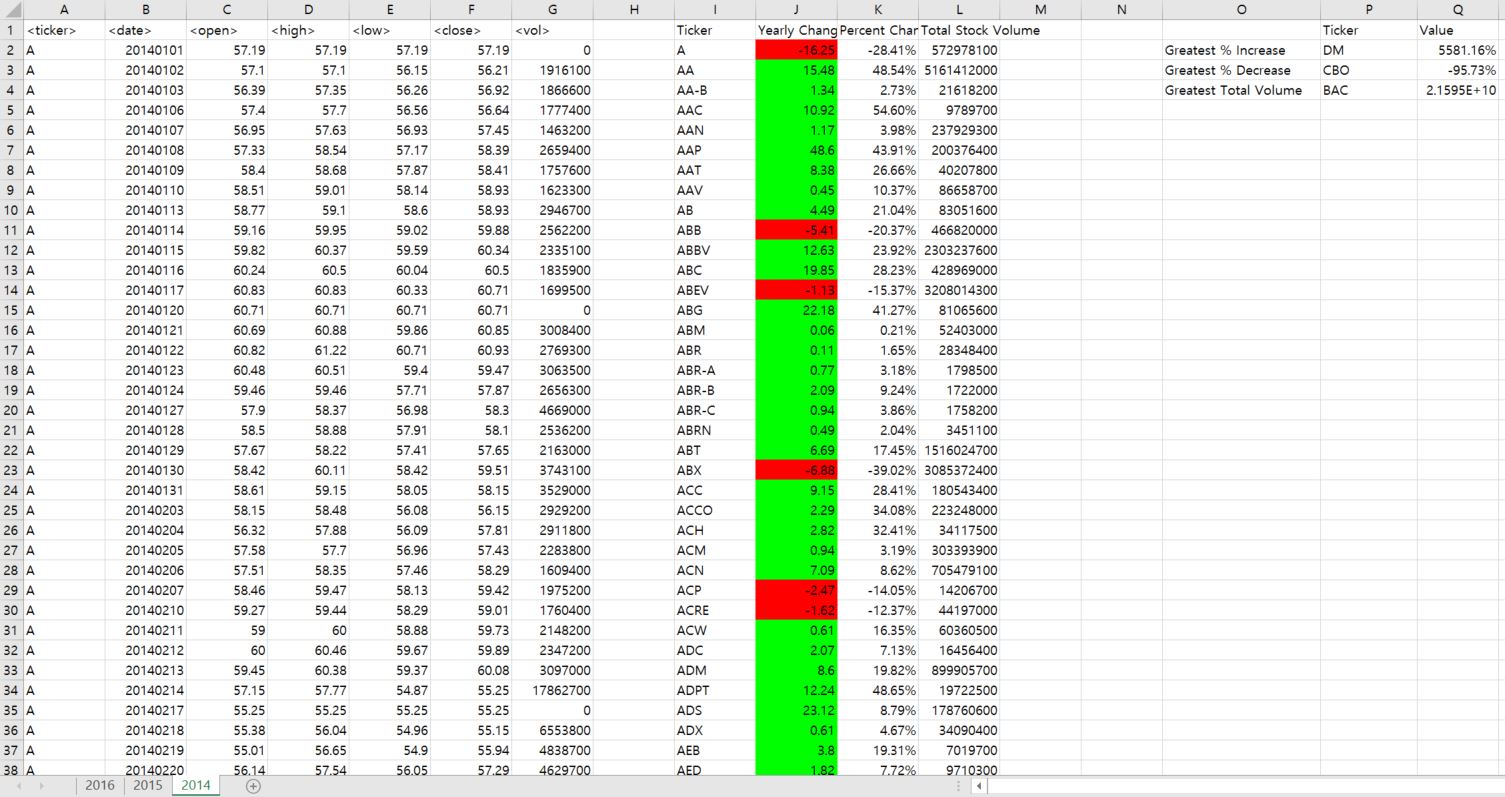 A B C D E F G H I J K L M N O P Q
1 <ticker> <date> <open> <high> <low> <close> <vol> Ticker Yearly Chang Percent Char Total Stock Volume Ticker Value
2 A 20140101 57.19 57.19 57.19 57.19 0 A -16.25 -28.41% 572978100 Greatest % Increase DM 5581.16%
3 A 20140102 57.1 57.1 56.15 56.21 1916100 AA 15.48 48.54% 5161412000 Greatest % Decrease CBO -95.73%
4 A 20140103 56.39 57.35 56.26 56.92 1866600 AA-B 1.34 2.73% 21618200 Greatest Total Volume BAC 2.1595E+10
5 A 20140106 57.4 57.7 56.56 56.64 1777400 AAC 10.92 54.60% 9789700
6 A 20140107 56.95 57.63 56.93 57.45 1463200 AAN 1.17 3.98% 237929300
7 A 20140108 57.33 58.54 57.17 58.39 2659400 AAP 48.6 43.91% 200376400
8 A 20140109 58.4 58.68 57.87 58.41 1757600 AAT 8.38 26.66% 40207800
9 A 20140110 58.51 59.01 58.14 58.93 1623300 AAV 0.45 10.37% 86658700
10 A 20140113 58.77 59.1 58.6 58.93 2946700 AB 4.49 21.04% 83051600
11 A 20140114 59.16 59.95 59.02 59.88 2562200 ABB -5.41 -20.37% 466820000
12 A 20140115 59.82 60.37 59.59 60.34 2335100 ABBV 12.63 23.92% 2303237600
13 A 20140116 60.24 60.5 60.04 60.5 1835900 ABC 19.85 28.23% 428969000
14 A 20140117 60.83 60.83 60.33 60.71 1699500 ABEV -1.13 -15.37% 3208014300
15 A 20140120 60.71 60.71 60.71 60.71 0 ABG 22.18 41.27% 81065600
16 A 20140121 60.69 60.88 59.86 60.85 3008400 ABM 0.06 0.21% 52403000
17 A 20140122 60.82 61.22 60.71 60.93 2769300 ABR 0.11 1.65% 28348400
18 A 20140123 60.48 60.51 59.4 59.47 3063500 ABR-A 0.77 3.18% 1798500
19 A 20140124 59.46 59.46 57.71 57.87 2656300 ABR-B 2.09 9.24% 1722000
20 A 20140127 57.9 58.37 56.98 58.3 4669000 ABR-C 0.94 3.86% 1758200
21 A 20140128 58.5 58.88 57.91 58.1 2536200 ABRN 0.49 2.04% 3451100
22 A 20140129 57.67 58.22 57.41 57.65 2163000 ABT 6.69 17.45% 1516024700
23 A 20140130 58.42 60.11 58.42 59.51 3743100 ABX -6.88 -39.02% 3085372400
24 A 20140131 58.61 59.15 58.05 58.15 3529000 ACC 9.15 28.41% 180543400
25 A 20140203 58.15 58.48 56.08 56.15 2929200 ACCO 2.29 34.08% 223248000
26 A 20140204 56.32 57.88 56.09 57.81 2911800 ACH 2.82 32.41% 34117500
27 A 20140205 57.58 57.7 56.96 57.43 2283800 ACM 0.94 3.19% 303393900
28 A 20140206 57.51 58.35 57.46 58.29 1609400 ACN 7.09 8.62% 705479100
29 A 20140207 58.46 59.47 58.13 59.42 1975200 ACP -2.47 -14.05% 14206700
30 A 20140210 59.27 59.44 58.29 59.01 1760400 ACRE -1.62 -12.37% 44197000
31 A 20140211 59 60 58.88 59.73 2148200 ACW 0.61 16.35% 60360500
32 A 20140212 60 60.46 59.67 59.89 2347200 ADC 2.07 7.13% 16456400
33 A 20140213 59.45 60.38 59.37 60.08 3097000 ADM 8.6 19.82% 899905700
34 A 20140214 57.15 57.77 54.87 55.25 17862700 ADPT 12.24 48.65% 19722500
35 A 20140217 55.25 55.25 55.25 55.25 0 ADS 23.12 8.79% 178760600
36 A 20140218 55.38 56.04 54.96 55.15 6553800 ADX 0.61 4.67% 34090400
37 A 20140219 55.01 56.65 54.9 55.94 4838700 AEB 3.8 19.31% 7019700
38 A 20140220 56.14 57.54 56.05 57.29 4629700 AED 1.82 7.72% 9710300
2016 2015 2014